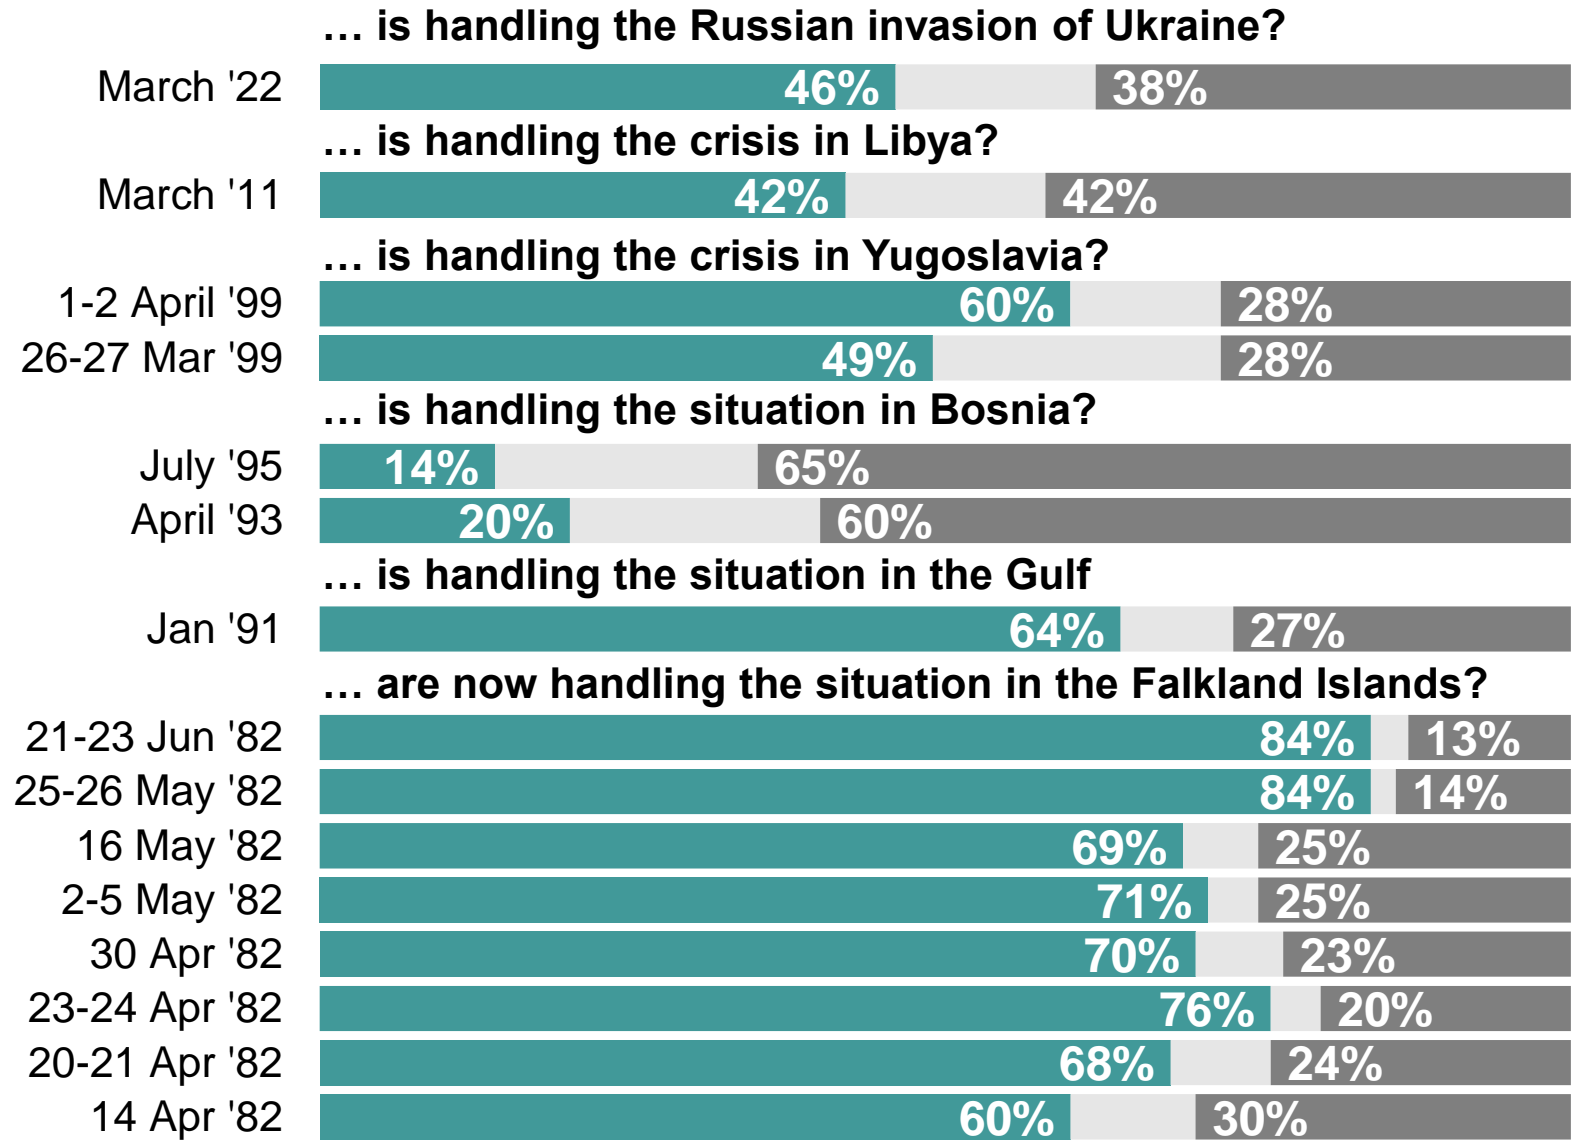 … is handling the Russian invasion of Ukraine?
March '22 46% 38%
… is handling the crisis in Libya?
March '11 42% 42%
… is handling the crisis in Yugoslavia?
1-2 April '99 60% 28%
26-27 Mar '99 49% 28%
… is handling the situation in Bosnia?
July '95 14% 65%
April '93 20% 60%
… is handling the situation in the Gulf
Jan '91 64% 27%
… are now handling the situation in the Falkland Islands?
21-23 Jun '82 84% 13%
25-26 May '82 84% 14%
16 May '82 69% 25%
2-5 May '82 71% 25%
30 Apr '82 70% 23%
23-24 Apr '82 76% 20%
20-21 Apr '82 68% 24%
14 Apr '82 60% 30%